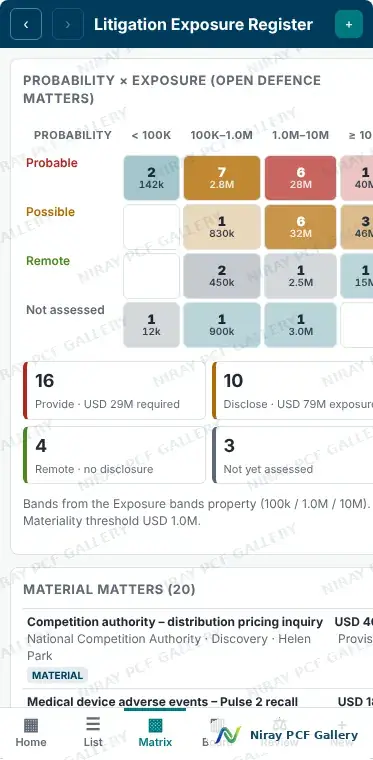 Litigation Exposure Register
PROBABILITY × EXPOSURE (OPEN DEFENCE
MATTERS)
PROBABILITY < 100K 100K–1.0M 1.0M–10M ≥ 10
Probable 2 7 6 1
142k 2.8M 28M 40M
Possible 1 6 3
830k 32M 46M
Remote 2 1 1
450k 2.5M 15M
Not assessed 1 1 1
12k 900k 3.0M
16 10
Provide · USD 29M required Disclose · USD 79M exposure
4 3
Remote · no disclosure Not yet assessed
Bands from the Exposure bands property (100k / 1.0M / 10M).
Materiality threshold USD 1.0M.
MATERIAL MATTERS (20)
Competition authority – distribution pricing inquiry USD 40
National Competition Authority · Discovery · Helen Provis
Park
MATERIAL
Medical device adverse events – Pulse 2 recall USD 18
Home List Matrix Review New
Niray PCF Gallery
NIRAY PCF GALLERY